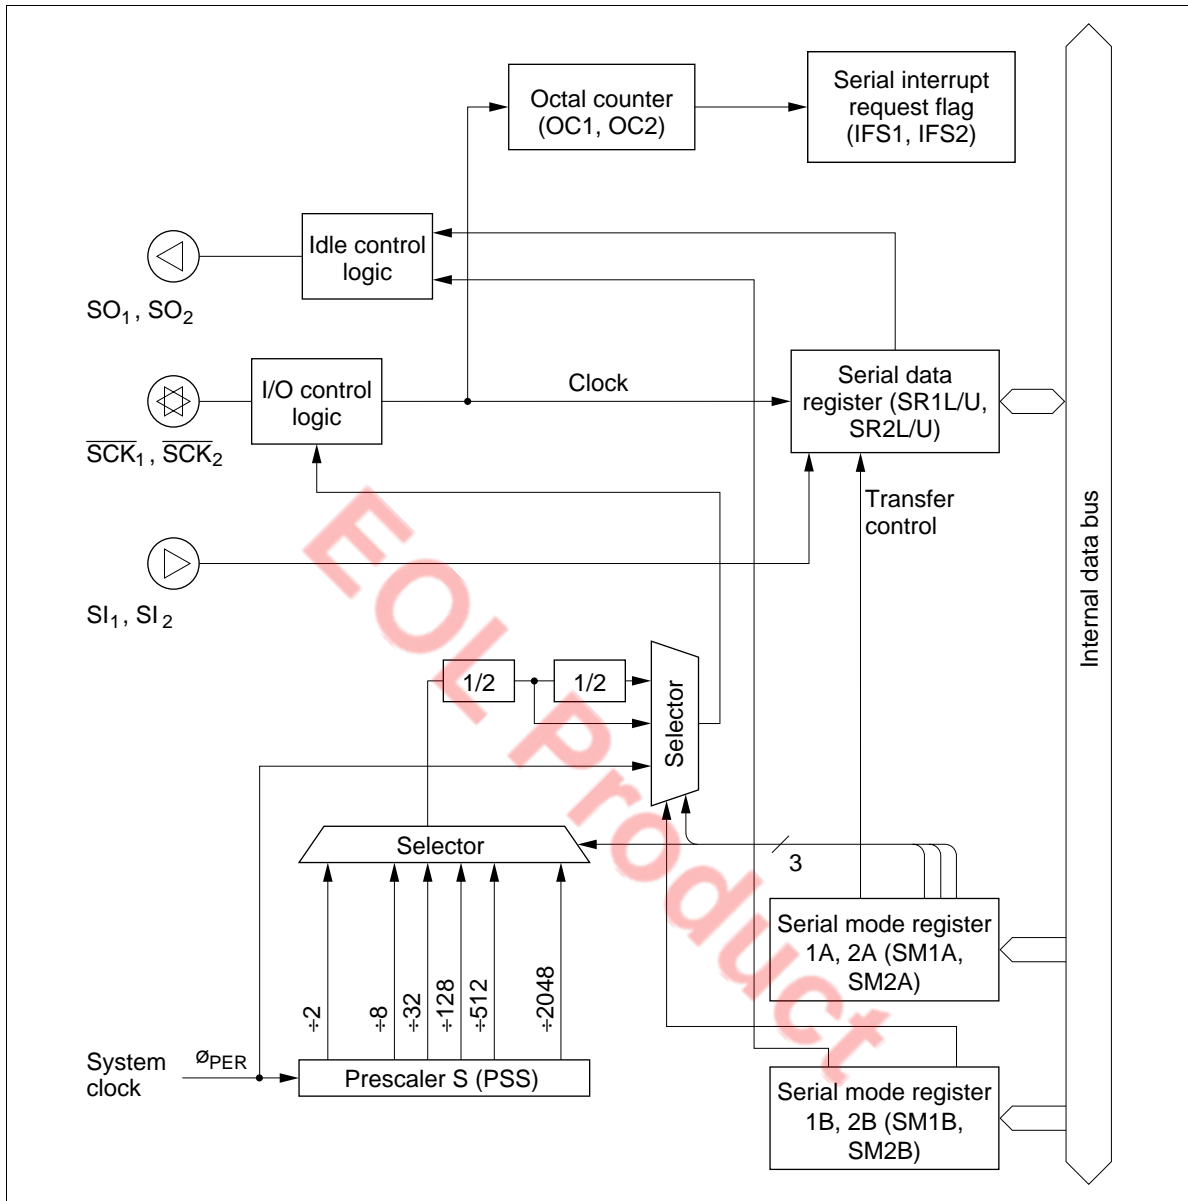 Octal counter
(OC1, OC2)
Serial interrupt
request flag
(IFS1, IFS2)
Idle control
logic
SO1, SO2
I/O control
logic
Clock
Serial data
register (SR1L/U,
SR2L/U)
SCK1, SCK2
Transfer
control
SI1, SI2
Internal data bus
1/2
1/2
Selector
Selector
3
Serial mode register
1A, 2A (SM1A,
SM2A)
÷2
÷8
÷32
÷128
÷512
÷2048
System
clock
øPER
Prescaler S (PSS)
Serial mode register
1B, 2B (SM1B,
SM2B)
EOL Product